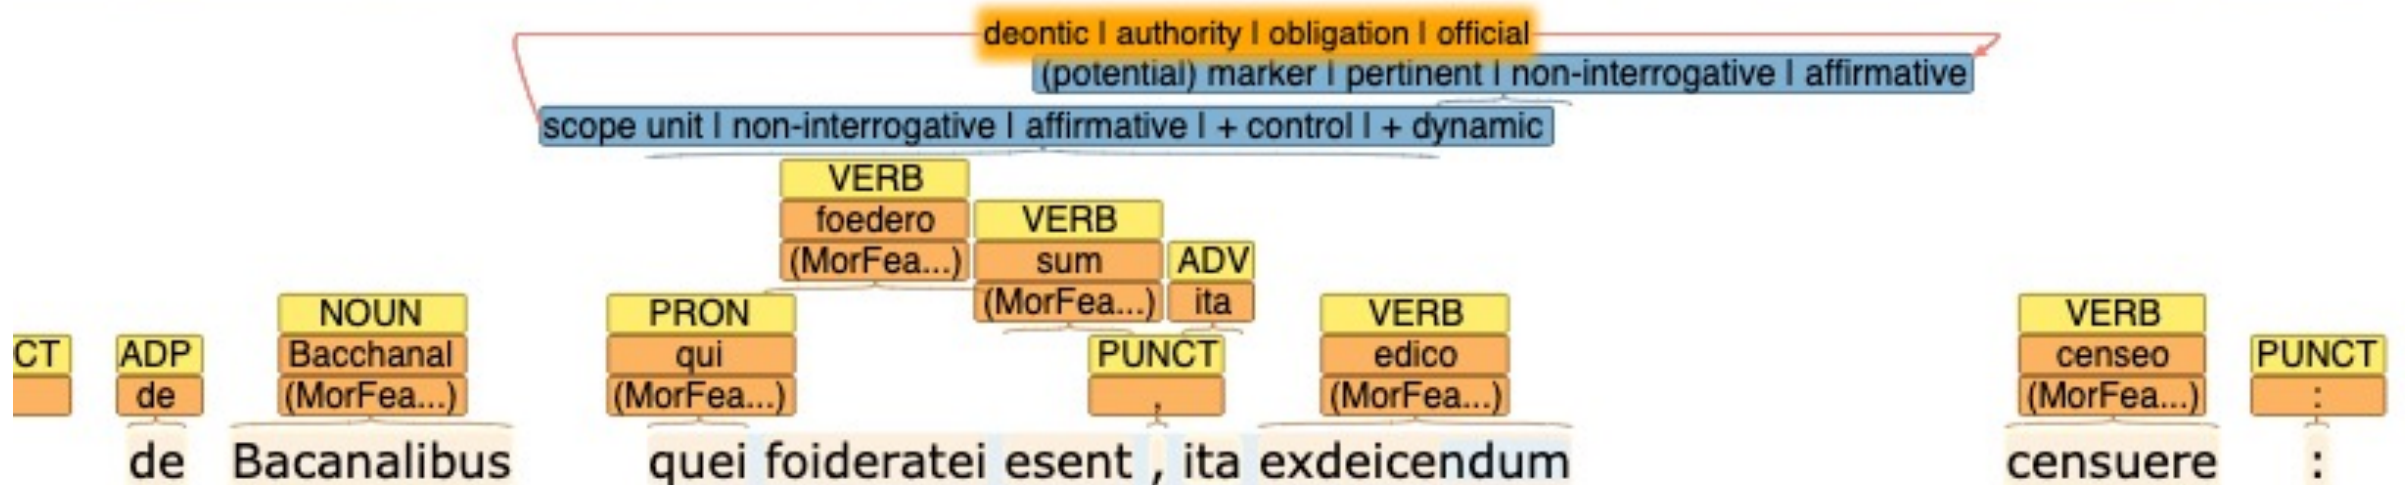 deontic | authority | obligation | official
(potential) marker | pertinent | non-interrogative | affirmative
scope unit | non-interrogative | affirmative | + control | + dynamic
VERB
foedero VERB
(MorFea...) sum ADV
NOUN PRON (MorFea...) ita VERB VERB
CT ADP Bacchanal qui PUNCT edico censeo PUNCT
de (MorFea...) (MorFea...) , (MorFea...) (MorFea...) :
de Bacanalibus quei foideratei esent , ita exdeicendum censuere :